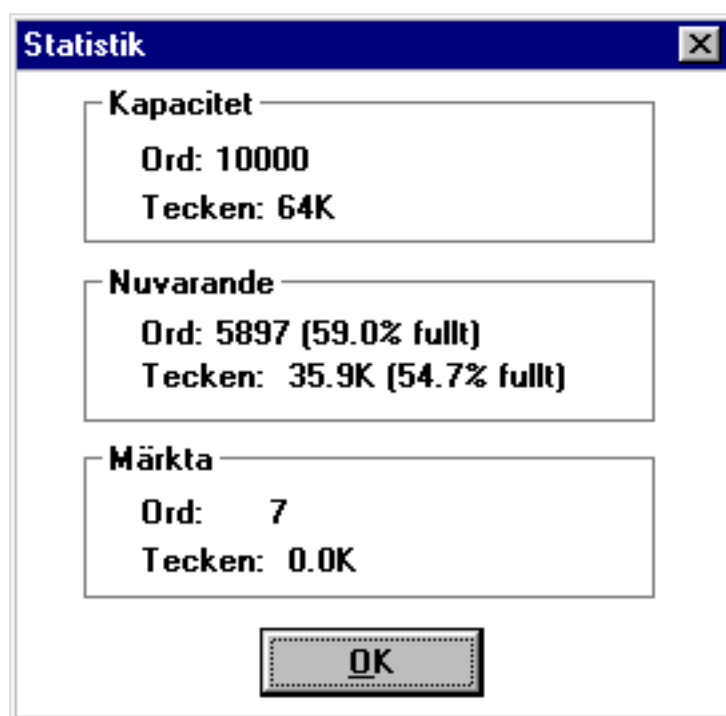 Statistik
Kapacitet
Ord: 10000
Tecken: 64K
Nuvarande
Ord: 5897 (59.0% fullt)
Tecken: 35.9K (54.7% fullt)
Märkta
Ord: 7
Tecken: 0.0K
OK